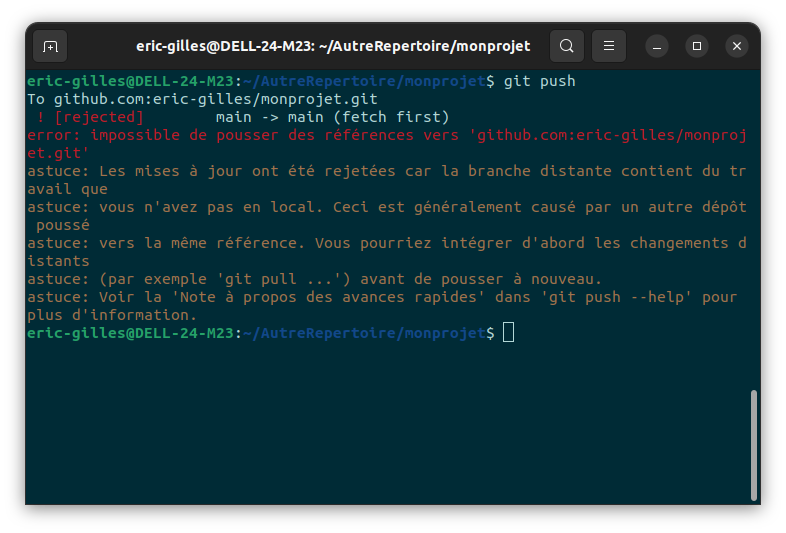 eric-gilles@DELL-24-M23: ~/AutreRepertoire/monprojet
eric-gilles@DELL-24-M23:~/AutreRepertoire/monprojet$ git push
To github.com:eric-gilles/monprojet.git
 ! [rejected]        main -> main (fetch first)
error: impossible de pousser des références vers 'github.com:eric-gilles/monproj
et.git'
astuce: Les mises à jour ont été rejetées car la branche distante contient du tr
avail que
astuce: vous n'avez pas en local. Ceci est généralement causé par un autre dépôt
 poussé
astuce: vers la même référence. Vous pourriez intégrer d'abord les changements d
istants
astuce: (par exemple 'git pull ...') avant de pousser à nouveau.
astuce: Voir la 'Note à propos des avances rapides' dans 'git push --help' pour
plus d'information.
eric-gilles@DELL-24-M23:~/AutreRepertoire/monprojet$